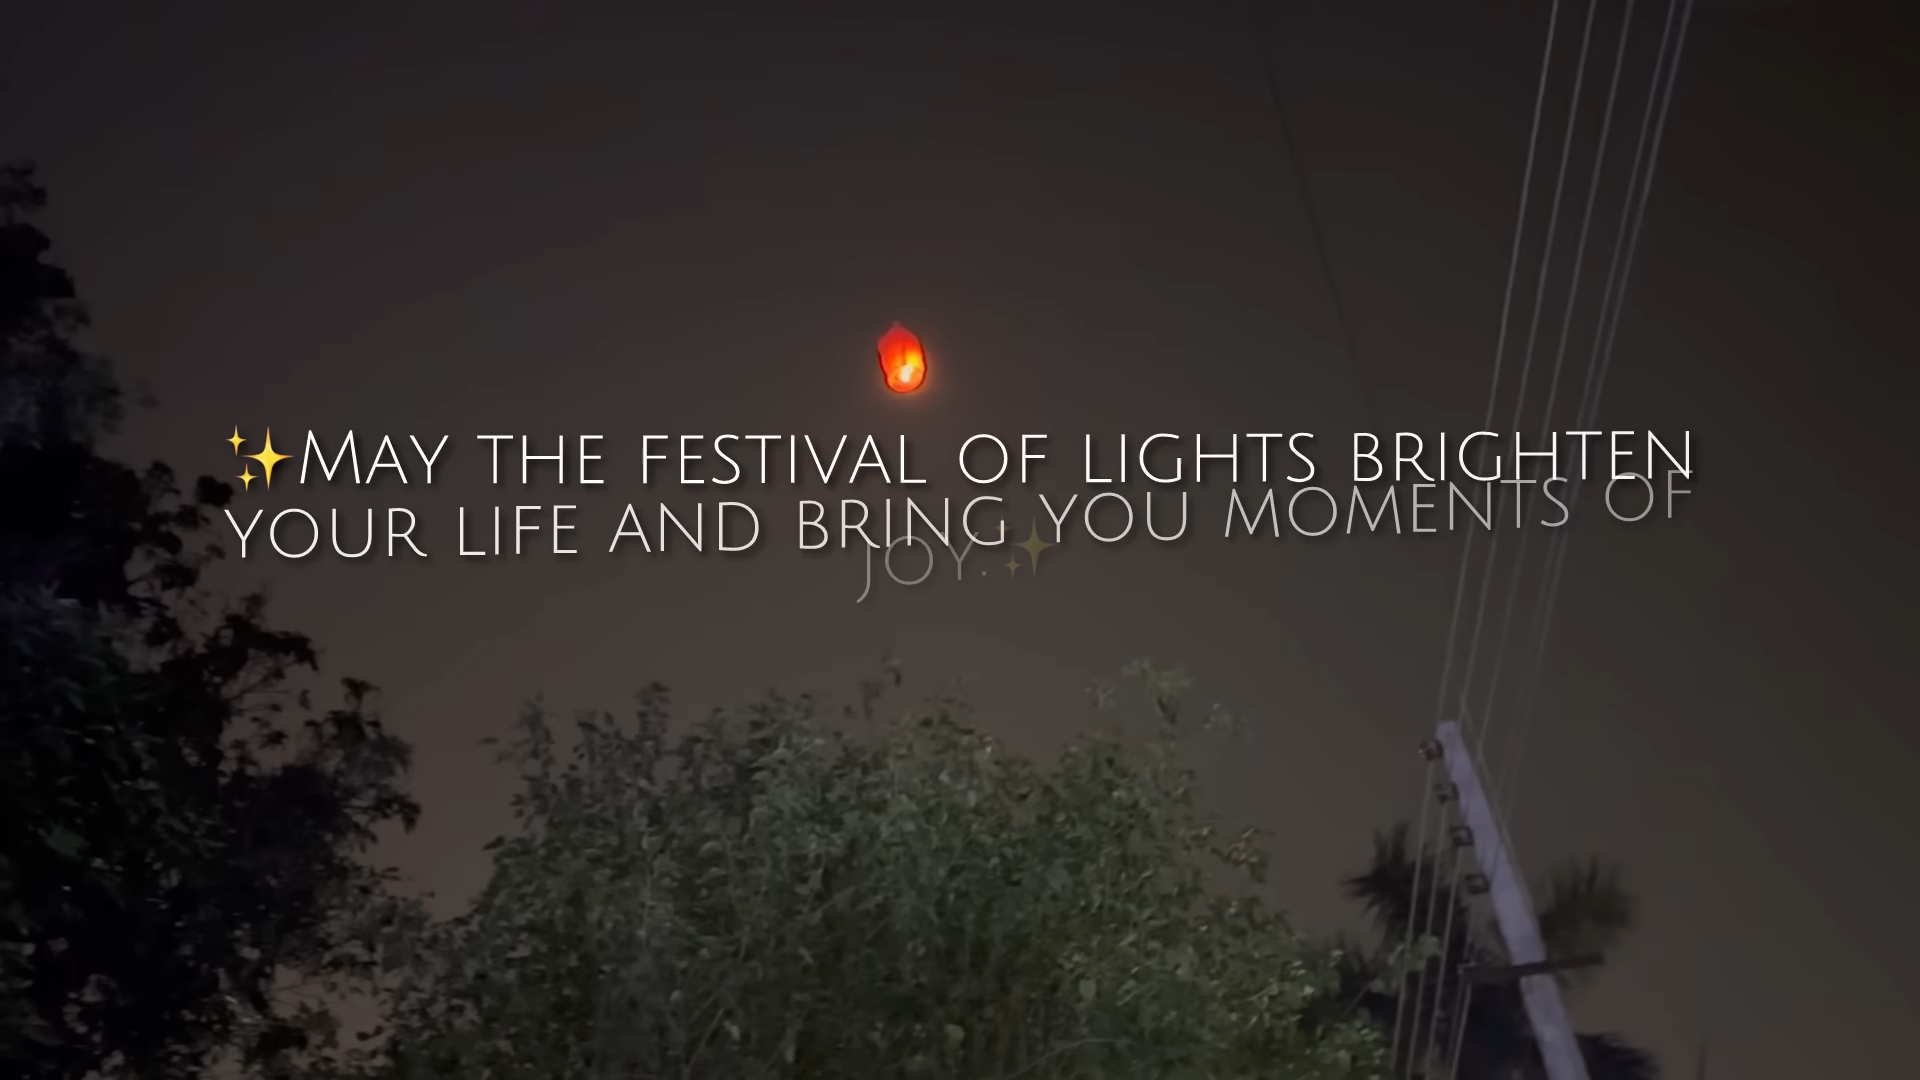 ✨May the festival of lights brighten
your life and bring you moments of
joy.✨